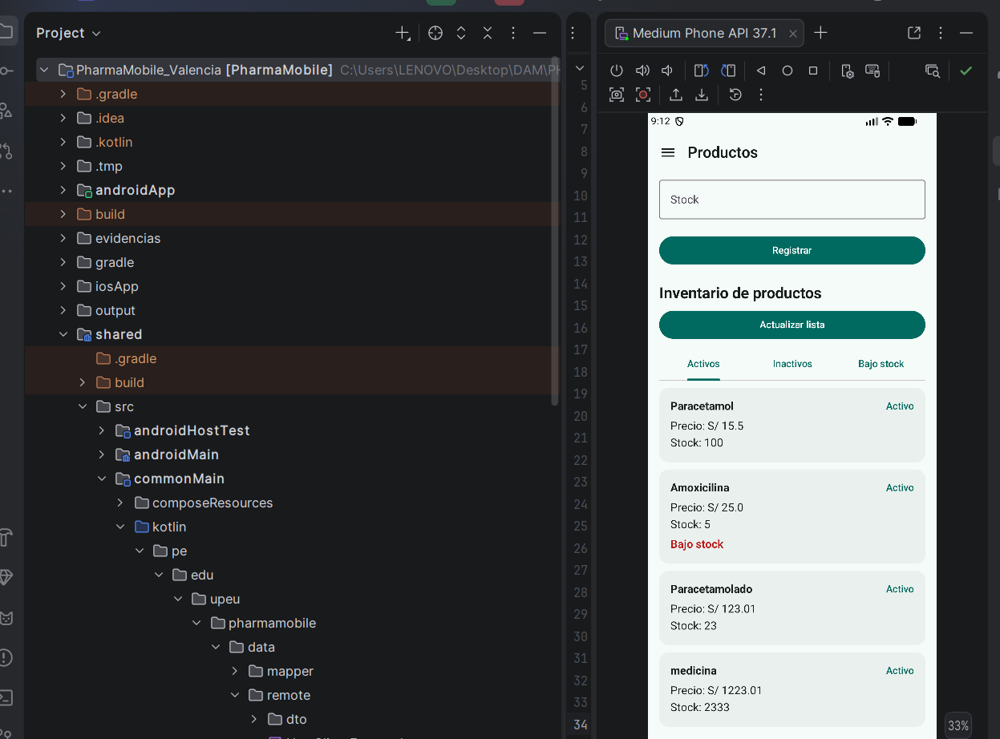 Project
PharmaMobile_Valencia [PharmaMobile] C:\Users\LENOVO\Desktop\DAM\PH
.gradle
.idea
.kotlin
.tmp
androidApp
build
evidencias
gradle
iosApp
output
shared
.gradle
build
src
androidHostTest
androidMain
commonMain
composeResources
kotlin
pe
edu
upeu
pharmamobile
data
mapper
remote
dto
5
6
7
8
9
10
11
12
13
14
15
16
17
18
19
20
21
22
23
24
25
26
27
28
29
30
31
32
33
34
Medium Phone API 37.1
9:12
Productos
Stock
Registrar
Inventario de productos
Actualizar lista
Activos Inactivos Bajo stock
Paracetamol Activo
Precio: S/ 15.5
Stock: 100
Amoxicilina Activo
Precio: S/ 25.0
Stock: 5
Bajo stock
Paracetamolado Activo
Precio: S/ 123.01
Stock: 23
medicina Activo
Precio: S/ 1223.01
Stock: 2333
33%